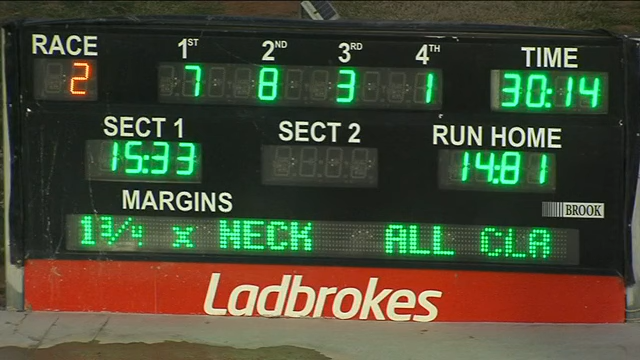 RACE 1ST 2ND 3RD 4TH TIME
2 7 8 3 1 30:14
SECT 1 SECT 2 RUN HOME
15:33 14:81
MARGINS
BROOK
1¾ x NECK ALL CLA
Ladbrokes